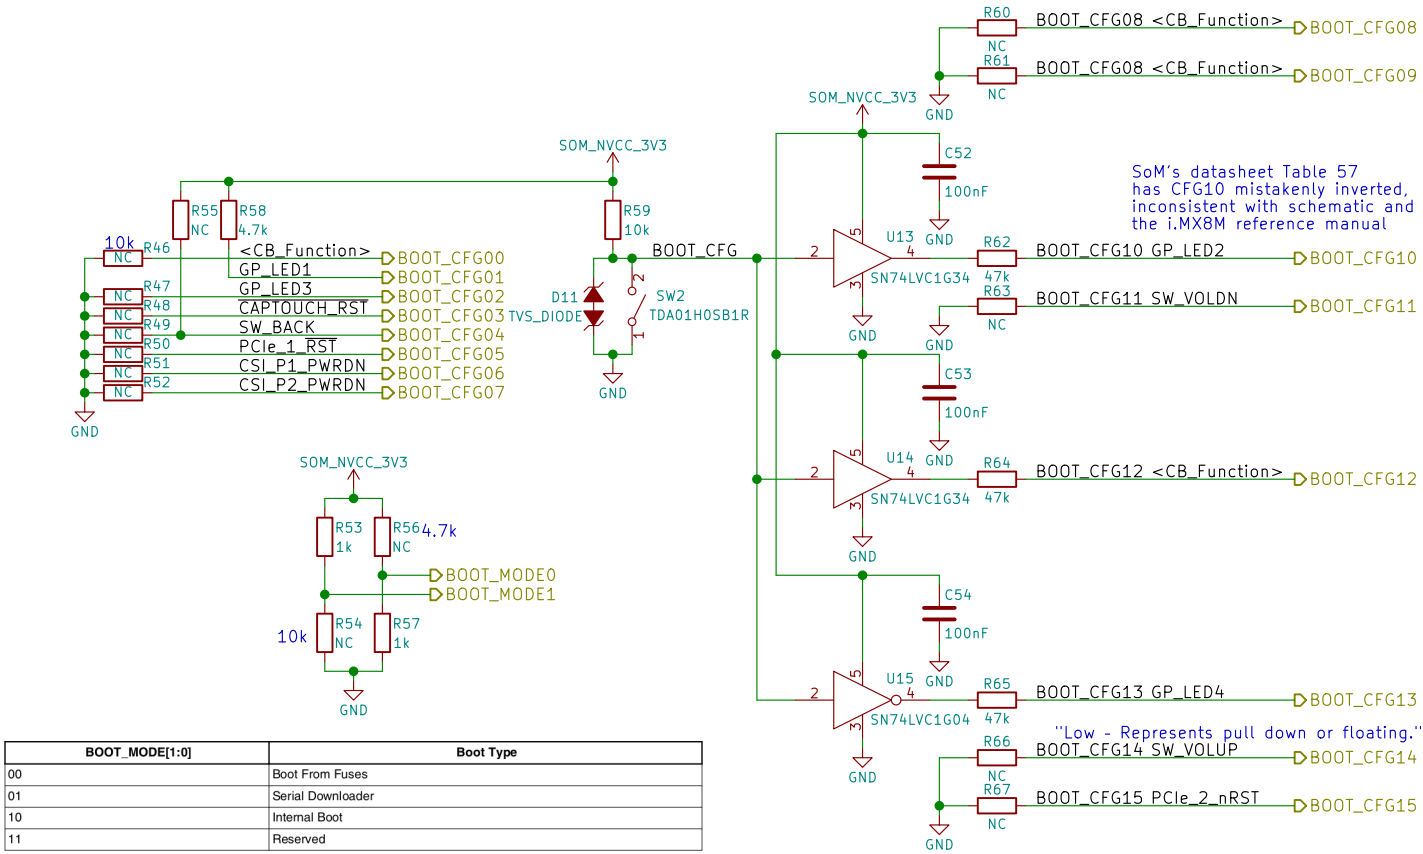 R60
BOOT_CFG08 <CB_Function>
BOOT_CFG08
NC
R61
BOOT_CFG08 <CB_Function>
BOOT_CFG09
NC
GND
SOM_NVCC_3V3
C52
100nF
GND
SoM's datasheet Table 57
has CFG10 mistakenly inverted,
inconsistent with schematic and
the i.MX8M reference manual
SOM_NVCC_3V3
R55
NC
R58
4.7k
R59
10k
10k
R46
NC
<CB_Function>
BOOT_CFG00
GP_LED1
BOOT_CFG01
R47
NC
GP_LED3
BOOT_CFG02
R48
NC
CAPTOUCH_RST
BOOT_CFG03
R49
NC
SW_BACK
BOOT_CFG04
R50
NC
PCIe_1_RST
BOOT_CFG05
R51
NC
CSI_P1_PWRDN
BOOT_CFG06
R52
NC
CSI_P2_PWRDN
BOOT_CFG07
GND
BOOT_CFG
D11
TVS_DIODE
2
1
SW2
TDA01H0SB1R
GND
2
5
3
4
U13
SN74LVC1G34
GND
R62
47k
BOOT_CFG10 GP_LED2
BOOT_CFG10
R63
NC
BOOT_CFG11 SW_VOLDN
BOOT_CFG11
GND
C53
100nF
GND
2
5
3
4
U14
SN74LVC1G34
GND
R64
47k
BOOT_CFG12 <CB_Function>
BOOT_CFG12
SOM_NVCC_3V3
R53
1k
R56
NC
4.7k
BOOT_MODE0
BOOT_MODE1
10k
R54
NC
R57
1k
GND
C54
100nF
GND
2
5
3
4
U15
SN74LVC1G04
GND
R65
47k
BOOT_CFG13 GP_LED4
BOOT_CFG13
"Low - Represents pull down or floating."
R66
NC
BOOT_CFG14 SW_VOLUP
BOOT_CFG14
R67
NC
BOOT_CFG15 PCIe_2_nRST
BOOT_CFG15
GND
BOOT_MODE[1:0] Boot Type
00 Boot From Fuses
01 Serial Downloader
10 Internal Boot
11 Reserved